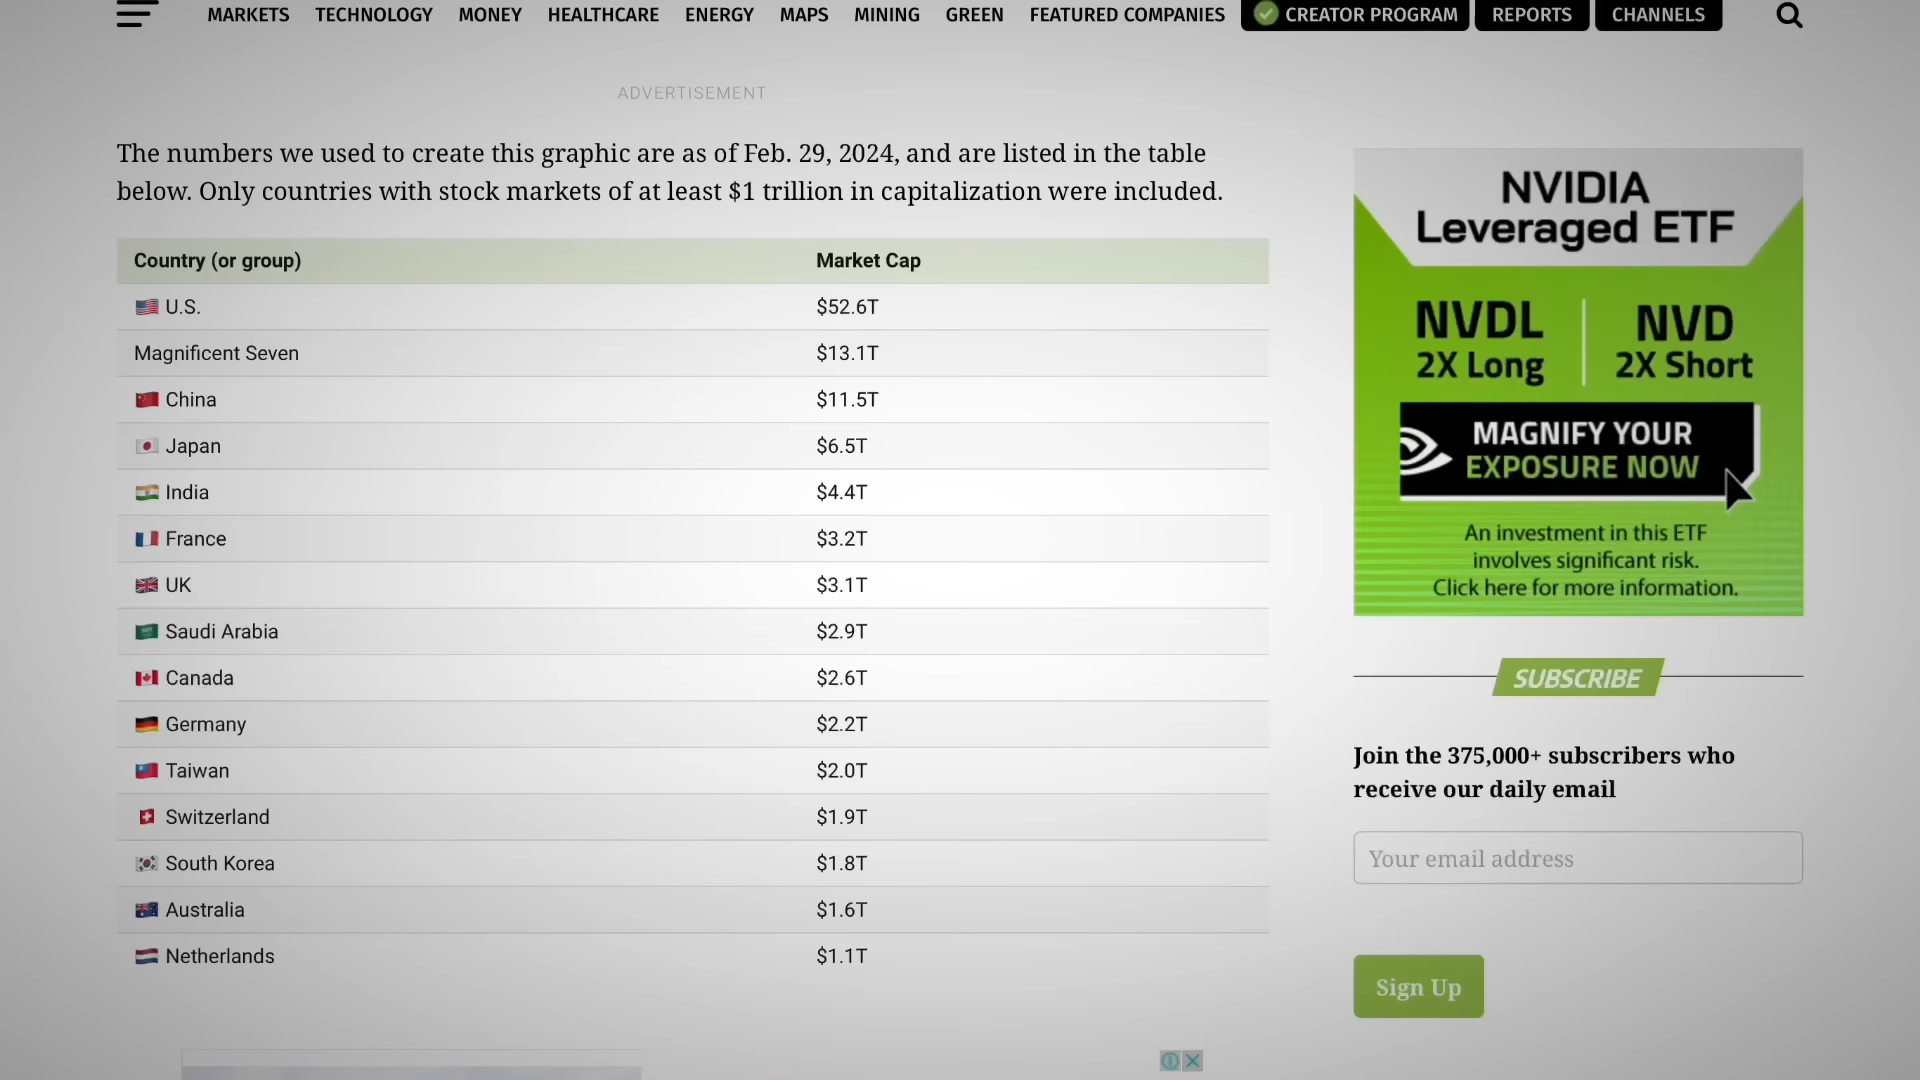 MARKETS TECHNOLOGY MONEY HEALTHCARE ENERGY MAPS MINING GREEN FEATURED COMPANIES CREATOR PROGRAM REPORTS CHANNELS
ADVERTISEMENT
The numbers we used to create this graphic are as of Feb. 29, 2024, and are listed in the table
below. Only countries with stock markets of at least $1 trillion in capitalization were included.
Country (or group) Market Cap
U.S. $52.6T
Magnificent Seven $13.1T
China $11.5T
Japan $6.5T
India $4.4T
France $3.2T
UK $3.1T
Saudi Arabia $2.9T
Canada $2.6T
Germany $2.2T
Taiwan $2.0T
Switzerland $1.9T
South Korea $1.8T
Australia $1.6T
Netherlands $1.1T
NVIDIA
Leveraged ETF
NVDL NVD
2X Long 2X Short
MAGNIFY YOUR
EXPOSURE NOW
An investment in this ETF
involves significant risk.
Click here for more information.
SUBSCRIBE
Join the 375,000+ subscribers who
receive our daily email
Your email address
Sign Up